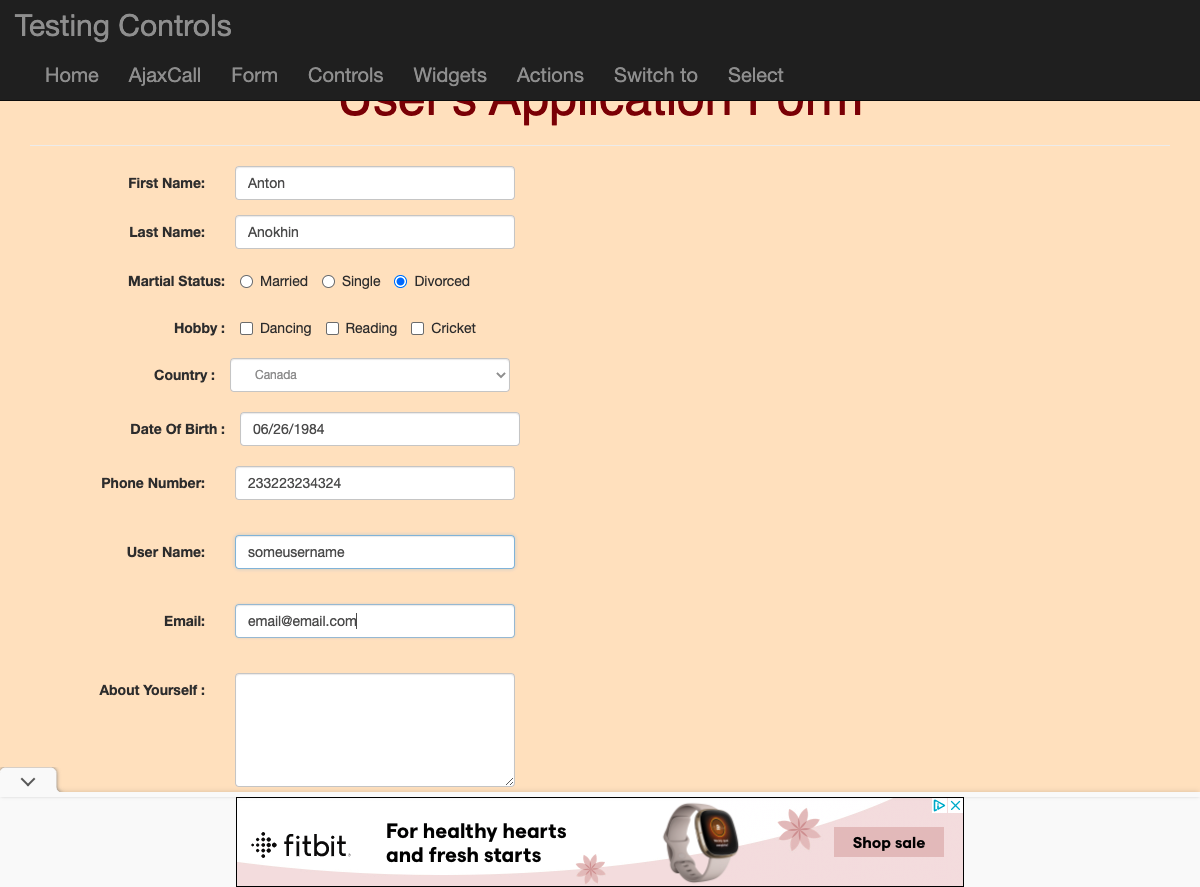 Testing Controls
Home AjaxCall Form Controls Widgets Actions Switch to Select
User's Application Form
First Name: Anton
Last Name: Anokhin
Martial Status: Married Single Divorced
Hobby : Dancing Reading Cricket
Country : Canada
Date Of Birth : 06/26/1984
Phone Number: 233223234324
User Name: someusername
Email: email@email.com
About Yourself :
fitbit.
For healthy hearts
and fresh starts
Shop sale